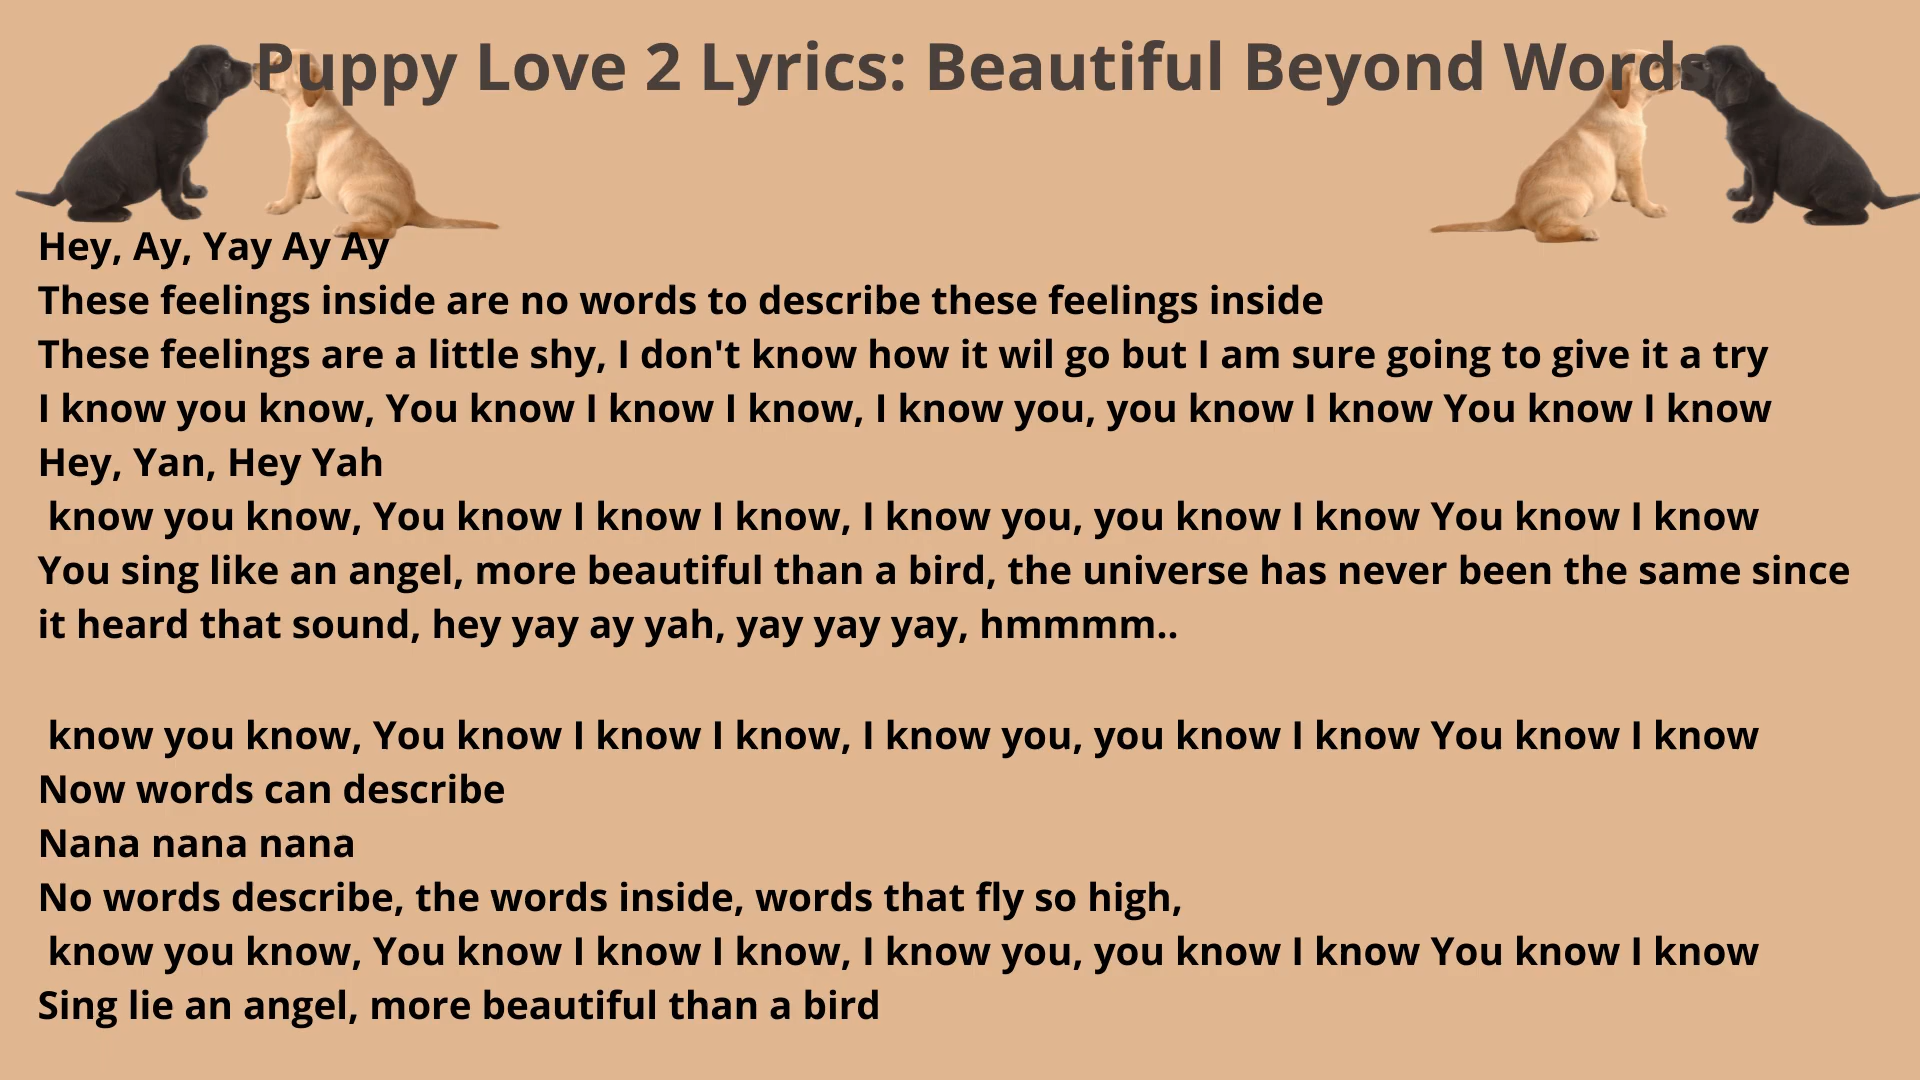 Puppy Love 2 Lyrics: Beautiful Beyond Words
Hey, Ay, Yay Ay Ay
These feelings inside are no words to describe these feelings inside
These feelings are a little shy, I don't know how it wil go but I am sure going to give it a try
I know you know, You know I know I know, I know you, you know I know You know I know
Hey, Yan, Hey Yah
know you know, You know I know I know, I know you, you know I know You know I know
You sing like an angel, more beautiful than a bird, the universe has never been the same since
it heard that sound, hey yay ay yah, yay yay yay, hmmmm..
know you know, You know I know I know, I know you, you know I know You know I know
Now words can describe
Nana nana nana
No words describe, the words inside, words that fly so high,
know you know, You know I know I know, I know you, you know I know You know I know
Sing lie an angel, more beautiful than a bird